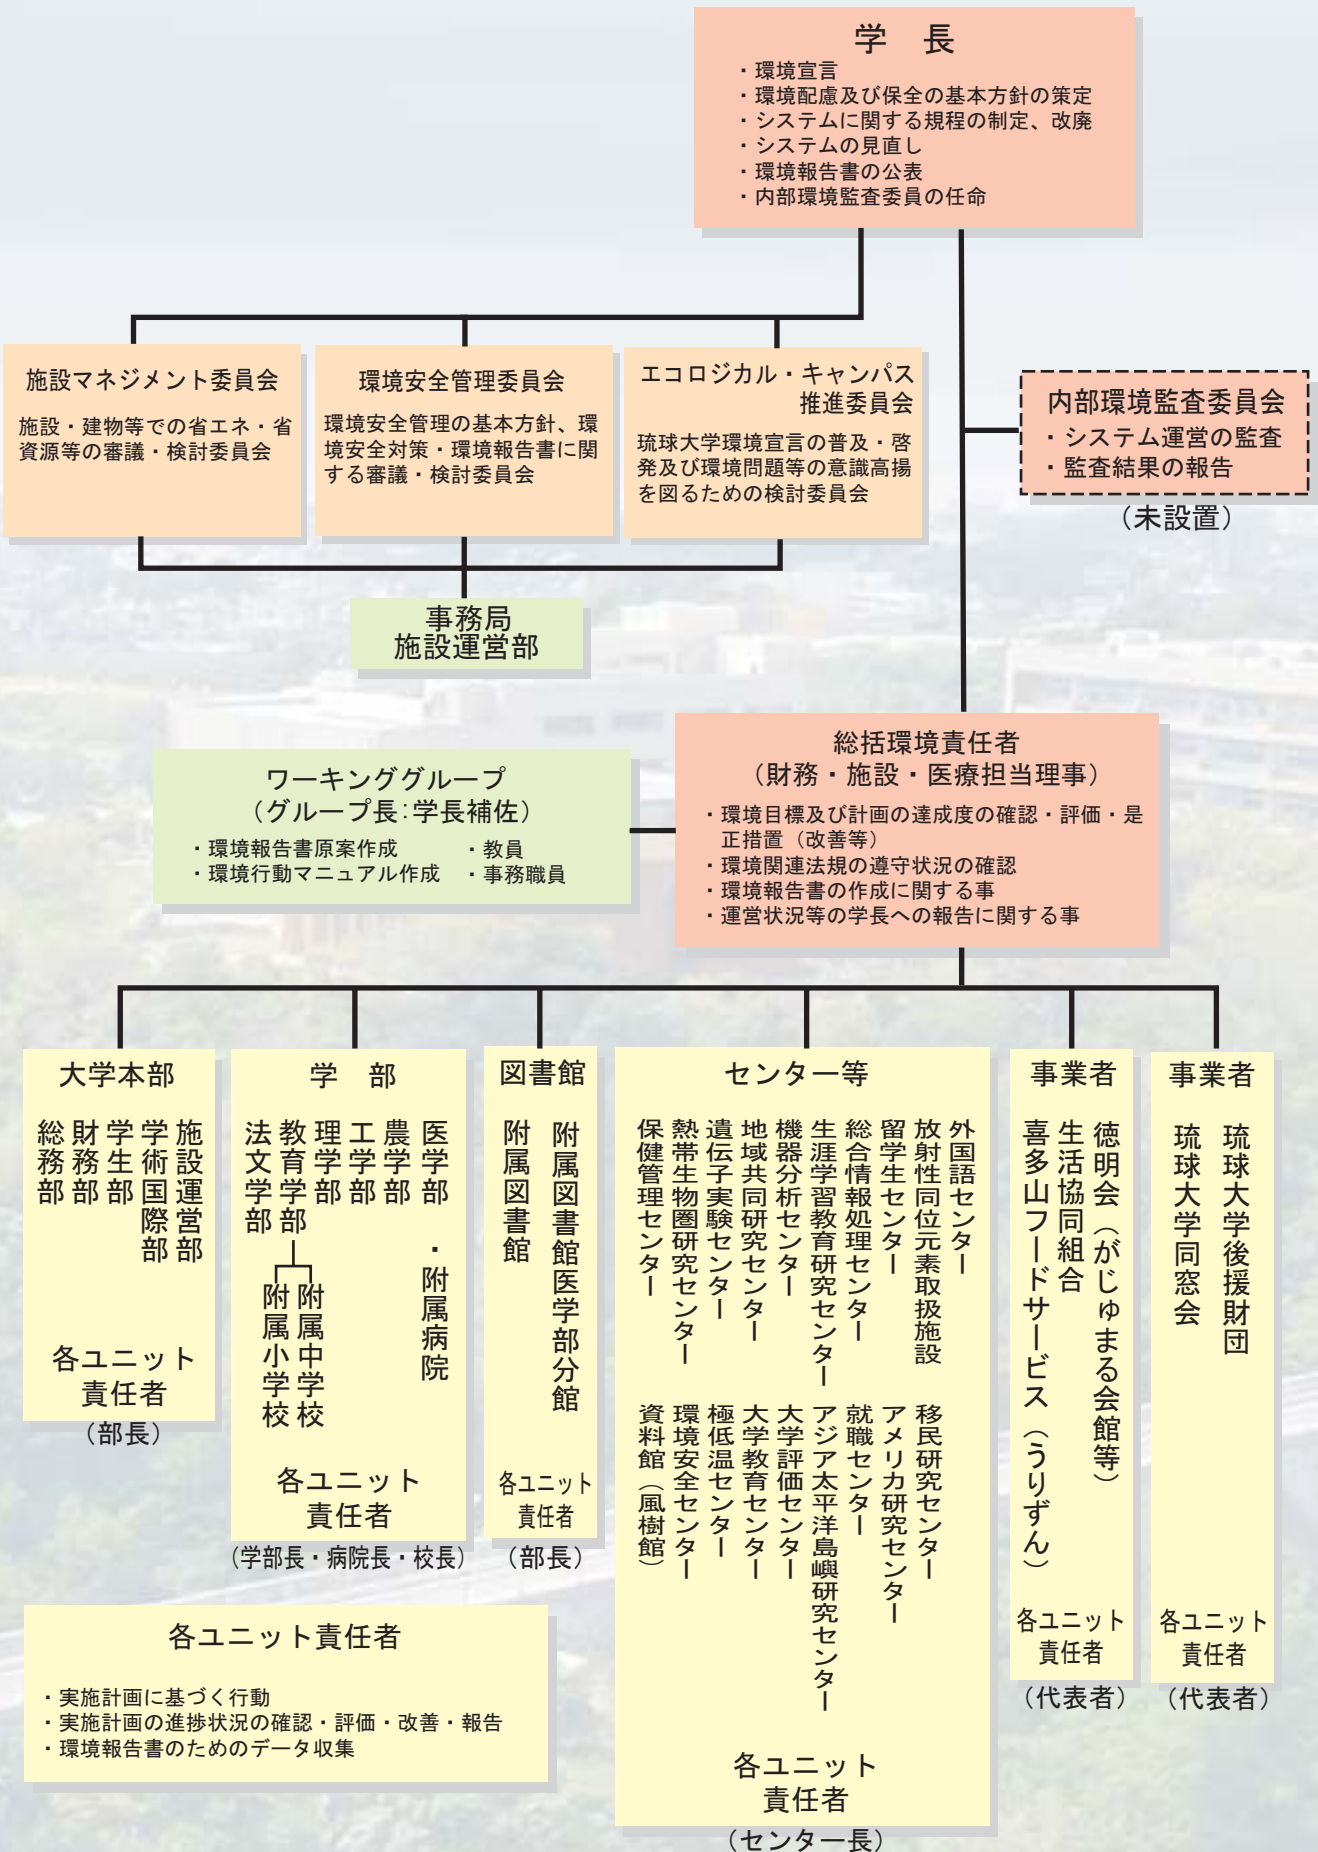 学　長
・環境宣言
・環境配慮及び保全の基本方針の策定
・システムに関する規程の制定、改廃
・システムの見直し
・環境報告書の公表
・内部環境監査委員の任命
施設マネジメント委員会
施設・建物等での省エネ・省
資源等の審議・検討委員会
環境安全管理委員会
環境安全管理の基本方針、環
境安全対策・環境報告書に関
する審議・検討委員会
エコロジカル・キャンパス
推進委員会
琉球大学環境宣言の普及・啓
発及び環境問題等の意識高揚
を図るための検討委員会
内部環境監査委員会
・システム運営の監査
・監査結果の報告
（未設置）
事務局
施設運営部
ワーキンググループ
（グループ長：学長補佐）
・環境報告書原案作成　・教員
・環境行動マニュアル作成　・事務職員
総括環境責任者
（財務・施設・医療担当理事）
・環境目標及び計画の達成度の確認・評価・是
正措置（改善等）
・環境関連法規の遵守状況の確認
・環境報告書の作成に関する事
・運営状況等の学長への報告に関する事
大学本部
総務部
財務部
学生部
学術国際部
施設運営部
各ユニット
責任者
（部長）
学　部
法文学部
教育学部
附属小学校
附属中学校
理学部
工学部
農学部
医学部・附属病院
各ユニット
責任者
（学部長・病院長・校長）
図書館
附属図書館
附属図書館医学部分館
各ユニット
責任者
（部長）
センター等
保健管理センター
熱帯生物圏研究センター
遺伝子実験センター
地域共同研究センター
機器分析センター
生涯学習教育研究センター
総合情報処理センター
留学生センター
放射性同位元素取扱施設
外国語センター
資料館（風樹館）
環境安全センター
極低温センター
大学教育センター
大学評価センター
アジア太平洋島嶼研究センター
就職センター
アメリカ研究センター
移民研究センター
各ユニット
責任者
（センター長）
事業者
喜多山フードサービス（うりずん）
生活協同組合
徳明会（がじゅまる会館等）
各ユニット
責任者
（代表者）
事業者
琉球大学同窓会
琉球大学後援財団
各ユニット
責任者
（代表者）
各ユニット責任者
・実施計画に基づく行動
・実施計画の進捗状況の確認・評価・改善・報告
・環境報告書のためのデータ収集